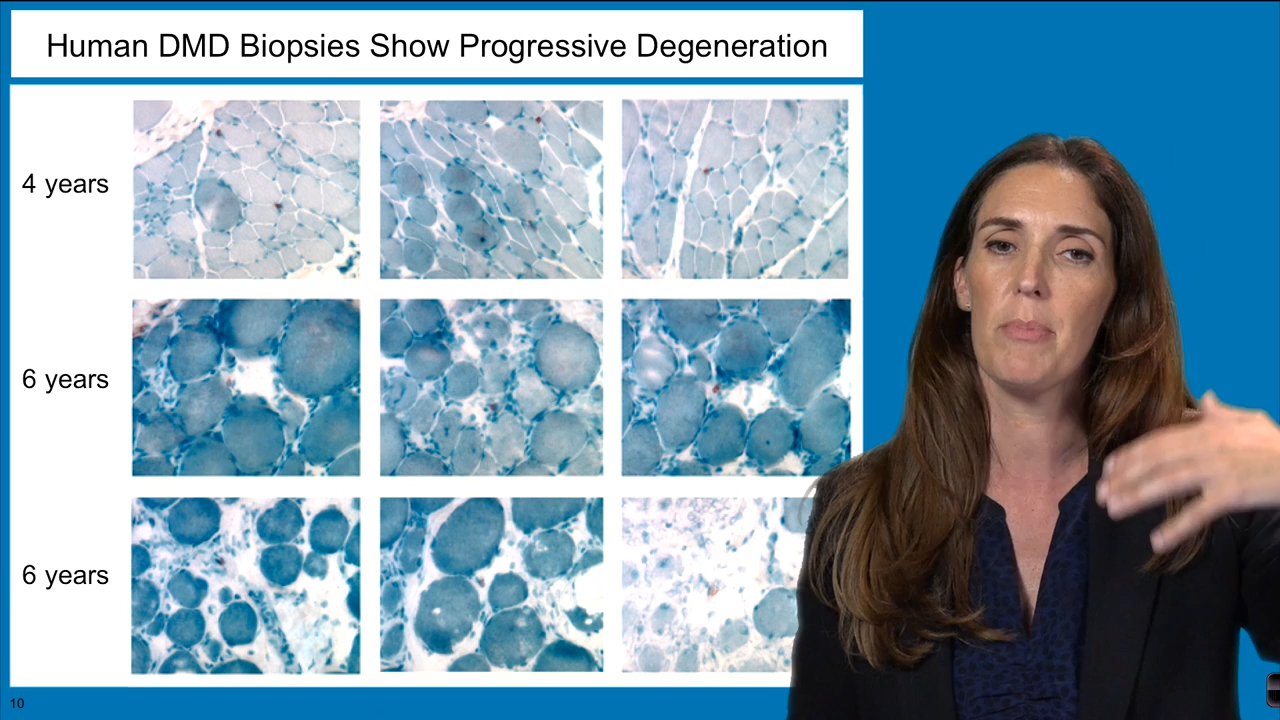 Human DMD Biopsies Show Progressive Degeneration
4 years
6 years
6 years
10